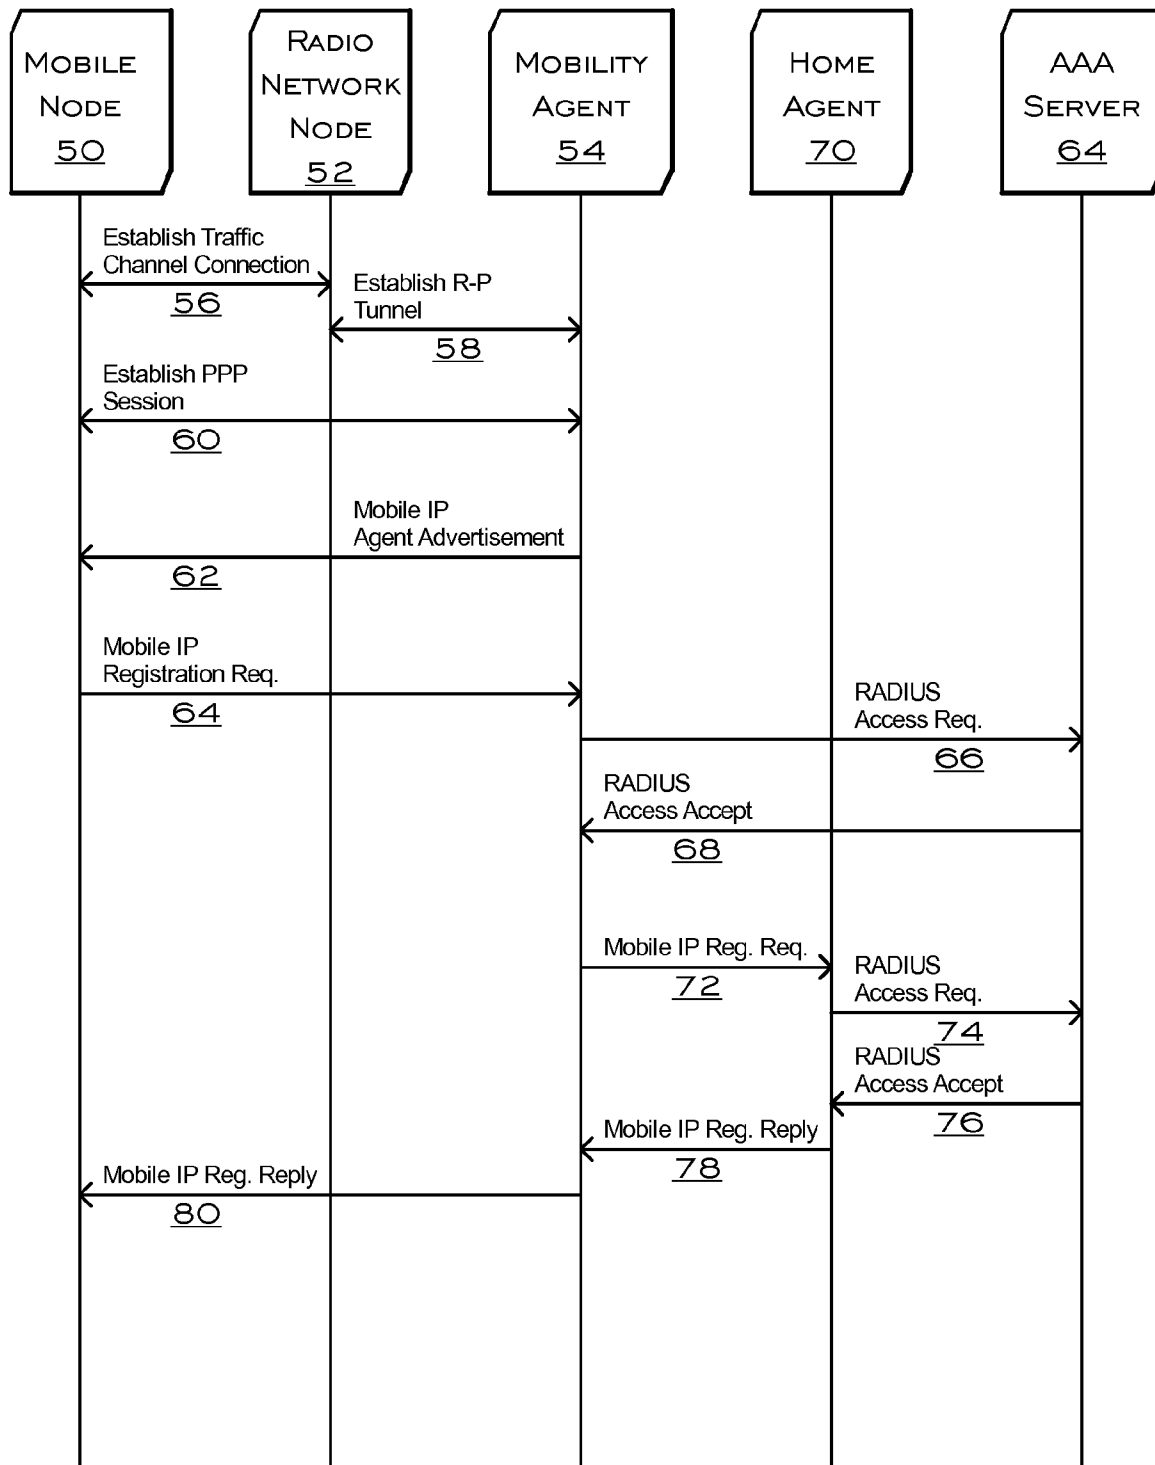 MOBILE
NODE
50
RADIO
NETWORK
NODE
52
MOBILITY
AGENT
54
HOME
AGENT
70
AAA
SERVER
64
Establish Traffic
Channel Connection
56
Establish R-P
Tunnel
58
Establish PPP
Session
60
Mobile IP
Agent Advertisement
62
Mobile IP
Registration Req.
64
RADIUS
Access Req.
66
RADIUS
Access Accept
68
Mobile IP Reg. Req.
72
RADIUS
Access Req.
74
RADIUS
Access Accept
76
Mobile IP Reg. Reply
78
Mobile IP Reg. Reply
80